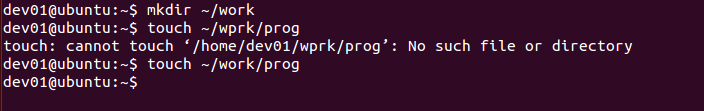 dev01@ubuntu:~$ mkdir ~/work
dev01@ubuntu:~$ touch ~/wprk/prog
touch: cannot touch ‘/home/dev01/wprk/prog’: No such file or directory
dev01@ubuntu:~$ touch ~/work/prog
dev01@ubuntu:~$